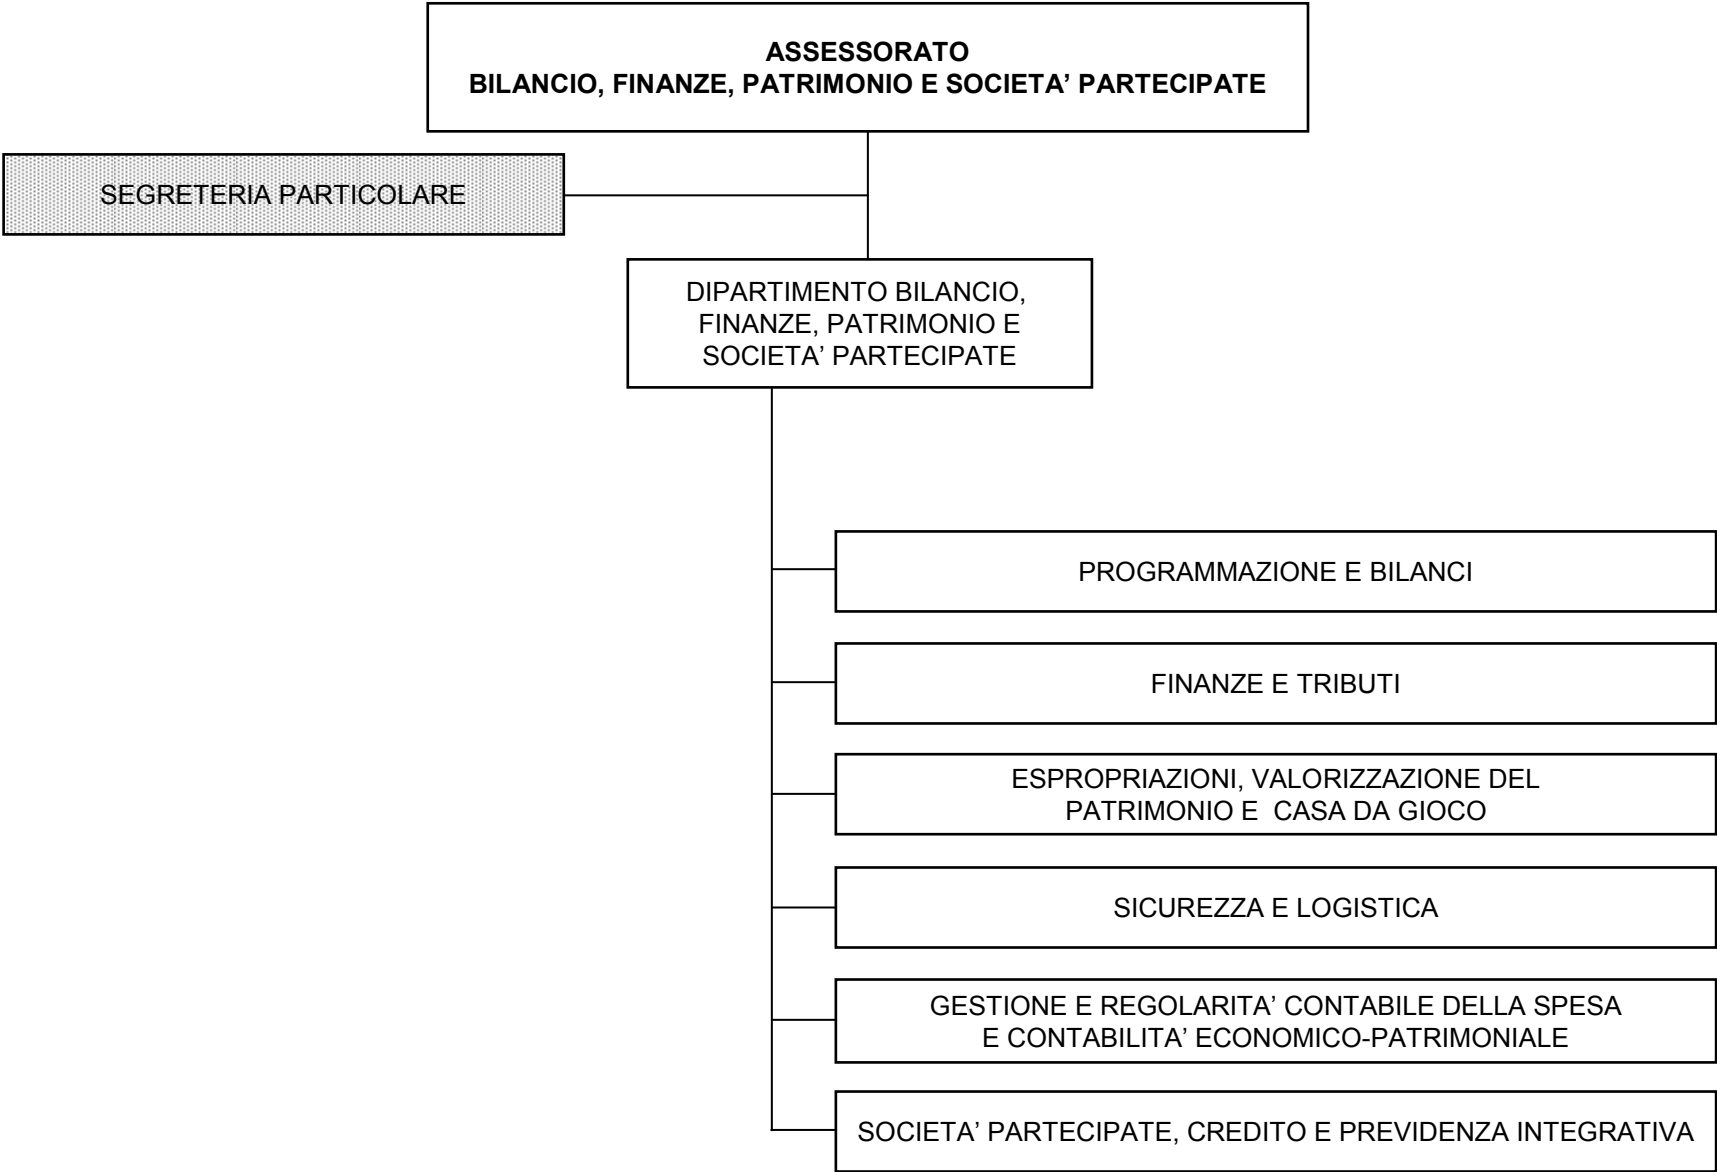 ASSESSORATO
BILANCIO, FINANZE, PATRIMONIO E SOCIETA’ PARTECIPATE
SEGRETERIA PARTICOLARE
DIPARTIMENTO BILANCIO,
FINANZE, PATRIMONIO E
SOCIETA’ PARTECIPATE
PROGRAMMAZIONE E BILANCI
FINANZE E TRIBUTI
ESPROPRIAZIONI, VALORIZZAZIONE DEL
PATRIMONIO E CASA DA GIOCO
SICUREZZA E LOGISTICA
GESTIONE E REGOLARITA’ CONTABILE DELLA SPESA
E CONTABILITA’ ECONOMICO-PATRIMONIALE
SOCIETA’ PARTECIPATE, CREDITO E PREVIDENZA INTEGRATIVA